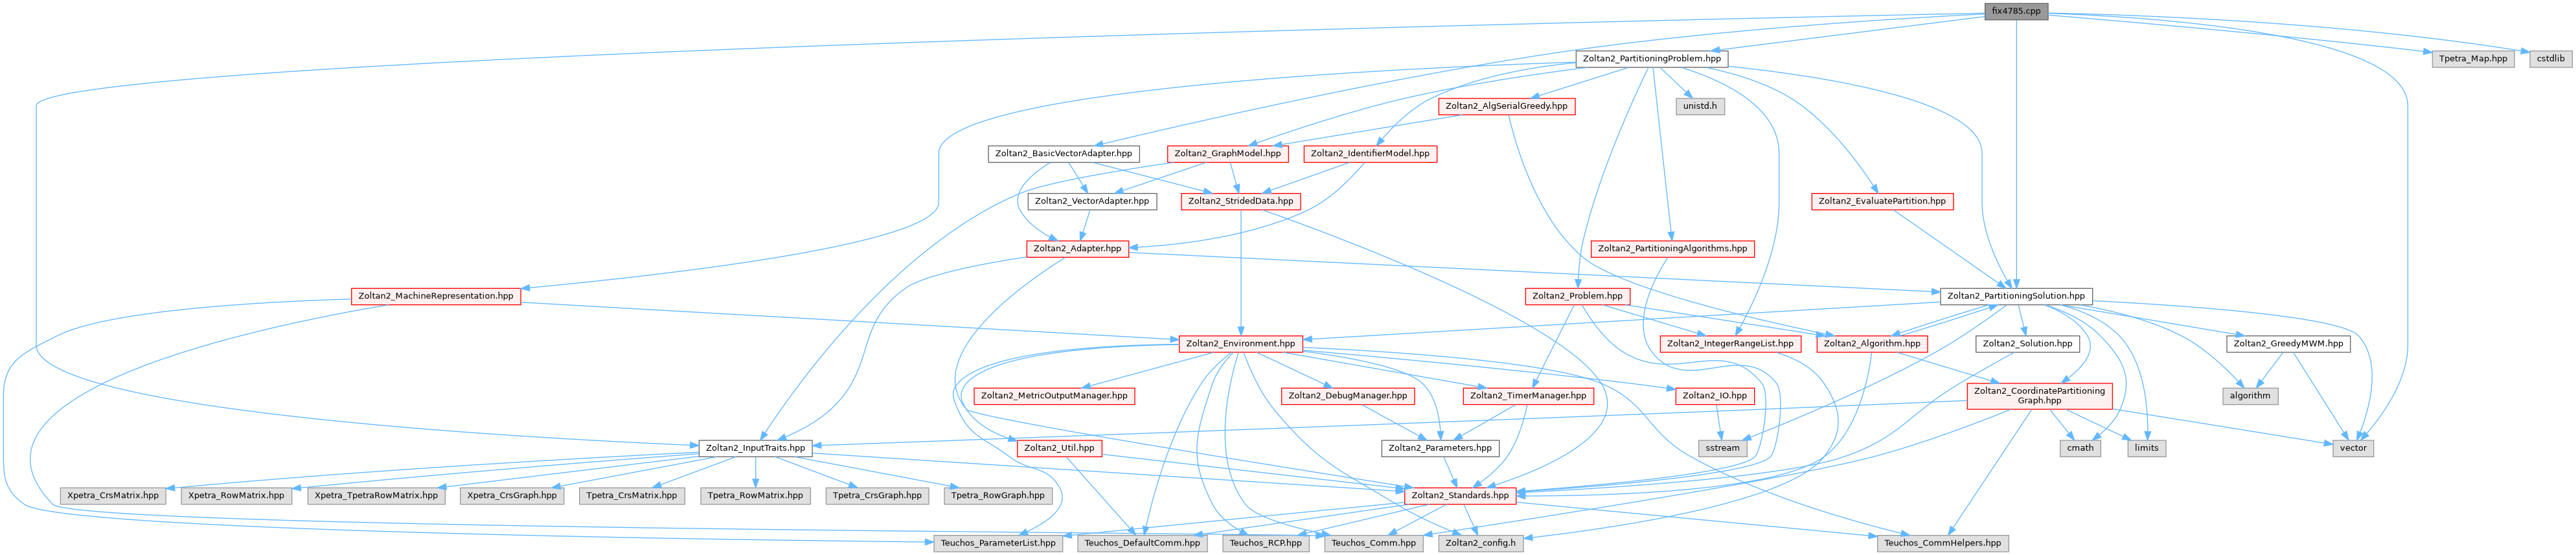 fix4785.cpp
Zoltan2_PartitioningProblem.hpp
Tpetra_Map.hpp
cstdlib
Zoltan2_AlgSerialGreedy.hpp
unistd.h
Zoltan2_BasicVectorAdapter.hpp
Zoltan2_GraphModel.hpp
Zoltan2_IdentifierModel.hpp
Zoltan2_VectorAdapter.hpp
Zoltan2_StridedData.hpp
Zoltan2_EvaluatePartition.hpp
Zoltan2_Adapter.hpp
Zoltan2_PartitioningAlgorithms.hpp
Zoltan2_MachineRepresentation.hpp
Zoltan2_Problem.hpp
Zoltan2_PartitioningSolution.hpp
Zoltan2_Environment.hpp
Zoltan2_IntegerRangeList.hpp
Zoltan2_Algorithm.hpp
Zoltan2_Solution.hpp
Zoltan2_GreedyMWM.hpp
Zoltan2_MetricOutputManager.hpp
Zoltan2_DebugManager.hpp
Zoltan2_TimerManager.hpp
Zoltan2_IO.hpp
Zoltan2_CoordinatePartitioning
Graph.hpp
algorithm
Zoltan2_InputTraits.hpp
Zoltan2_Util.hpp
Zoltan2_Parameters.hpp
sstream
cmath
limits
vector
Xpetra_CrsMatrix.hpp
Xpetra_RowMatrix.hpp
Xpetra_TpetraRowMatrix.hpp
Xpetra_CrsGraph.hpp
Tpetra_CrsMatrix.hpp
Tpetra_RowMatrix.hpp
Tpetra_CrsGraph.hpp
Tpetra_RowGraph.hpp
Zoltan2_Standards.hpp
Teuchos_ParameterList.hpp
Teuchos_DefaultComm.hpp
Teuchos_RCP.hpp
Teuchos_Comm.hpp
Zoltan2_config.h
Teuchos_CommHelpers.hpp